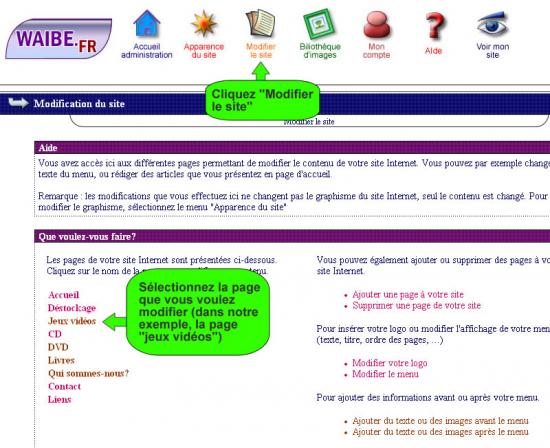 WAIBE.FR
Accueil administration
Apparence du site
Modifier le site
Biliothèque d'images
Mon compte
AIde
Voir mon site
Cliquez "Modifier
le site"
Modification du site
Modifier le site
Aide
Vous avez accès ici aux différentes pages permettant de modifier le contenu de votre site Internet. Vous pouvez par exemple change
texte du menu, ou rédiger des articles que vous présentez en page d'accueil.
Remarque : les modifications que vous effectuez ici ne changent pas le graphisme du site Internet, seul le contenu est changé. Pour
modifier le graphisme, sélectionnez le menu "Apparence du site"
Que voulez-vous faire?
Les pages de votre site Internet sont présentées ci-dessous.
Cliquez sur le nom de la
Sélectionnez la page
que vous voulez
modifier (dans notre
exemple, la page
"jeux vidéos")
Accueil
Déstockage
Jeux vidéos
CD
DVD
Livres
Qui sommes-nous?
Contact
Liens
Vous pouvez également ajouter ou supprimer des pages à vo
site Internet.
• Ajouter une page à votre site
• Supprimer une page de votre site
Pour insérer votre logo ou modifier l'affichage de votre men
(texte, titre, ordre des pages, ...)
• Modifier votre logo
• Modifier le menu
Pour ajouter des informations avant ou après votre menu.
• Ajouter du texte ou des images avant le menu
• Ajouter du texte ou des images après le menu